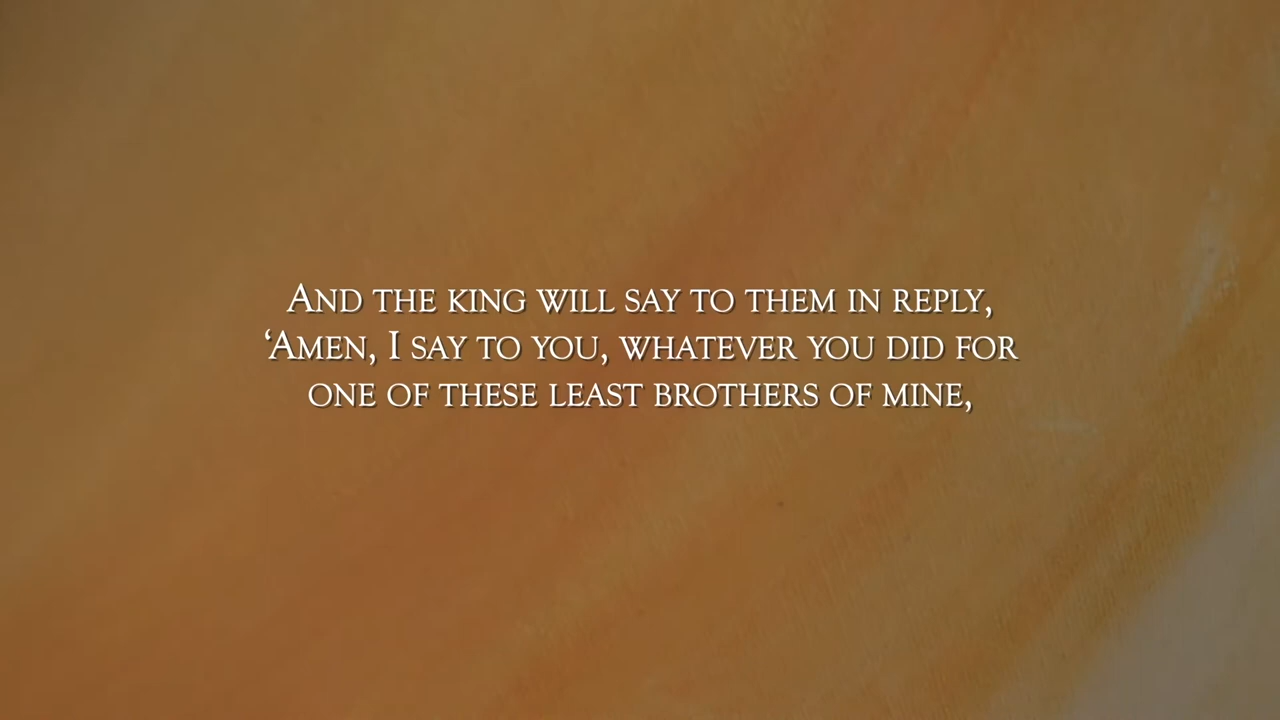 And the king will say to them in reply,
‘Amen, I say to you, whatever you did for
one of these least brothers of mine,